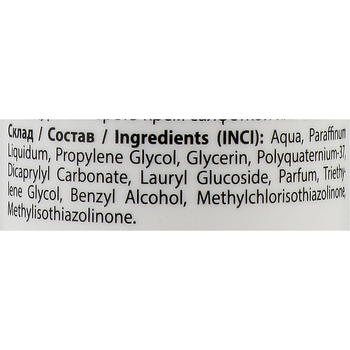 Склад / Состав / Ingredients (INCI): Aqua, Paraffinum
Liquidum, Propylene Glycol, Glycerin, Polyquaternium-37,
Dicaprylyl Carbonate, Lauryl Glucoside, Parfum, Triethy-
lene Glycol, Benzyl Alcohol, Methylchloroisothiazolinone,
Methylisothiazolinone.